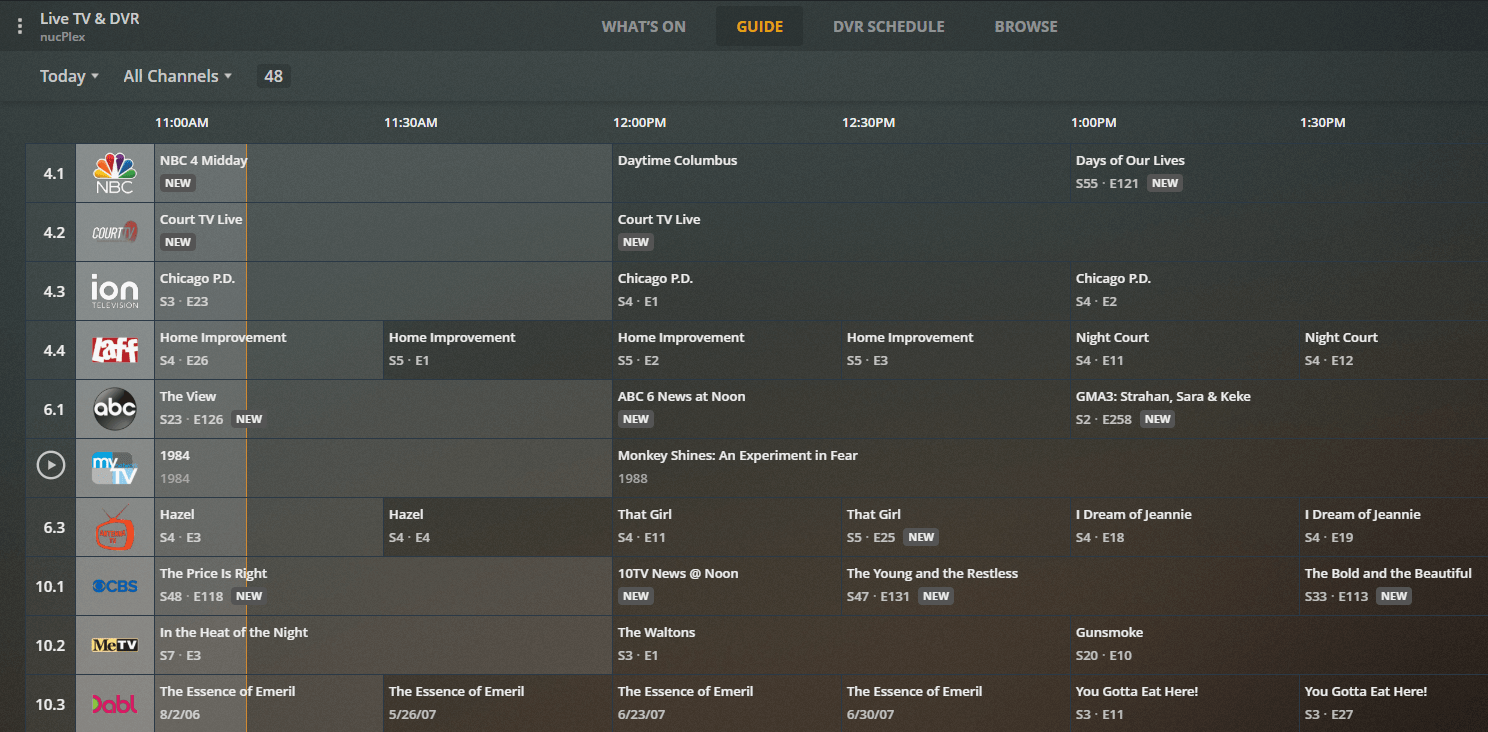 Live TV & DVR
nucPlex
WHAT'S ON GUIDE DVR SCHEDULE BROWSE
Today All Channels 48
11:00AM 11:30AM 12:00PM 12:30PM 1:00PM 1:30PM
4.1 NBC NBC 4 Midday Daytime Columbus Days of Our Lives
NEW S55 · E121 NEW
4.2 COURT TV Court TV Live Court TV Live
NEW NEW
4.3 ion Chicago P.D. Chicago P.D. Chicago P.D.
TELEVISION S3 · E23 S4 · E1 S4 · E2
4.4 Laff Home Improvement Home Improvement Home Improvement Home Improvement Night Court Night Court
S4 · E26 S5 · E1 S5 · E2 S5 · E3 S4 · E11 S4 · E12
6.1 abc The View ABC 6 News at Noon GMA3: Strahan, Sara & Keke
S23 · E126 NEW NEW S2 · E258 NEW
my TV 1984 Monkey Shines: An Experiment in Fear
1984 1988
6.3 Hazel Hazel That Girl That Girl I Dream of Jeannie I Dream of Jeannie
S4 · E3 S4 · E4 S4 · E11 S5 · E25 NEW S4 · E18 S4 · E19
10.1 CBS The Price Is Right 10TV News @ Noon The Young and the Restless The Bold and the Beautiful
S48 · E118 NEW NEW S47 · E131 NEW S33 · E113 NEW
10.2 MeTV In the Heat of the Night The Waltons Gunsmoke
S7 · E3 S3 · E1 S20 · E10
10.3 Dabl The Essence of Emeril The Essence of Emeril The Essence of Emeril The Essence of Emeril You Gotta Eat Here! You Gotta Eat Here!
8/2/06 5/26/07 6/23/07 6/30/07 S3 · E11 S3 · E27